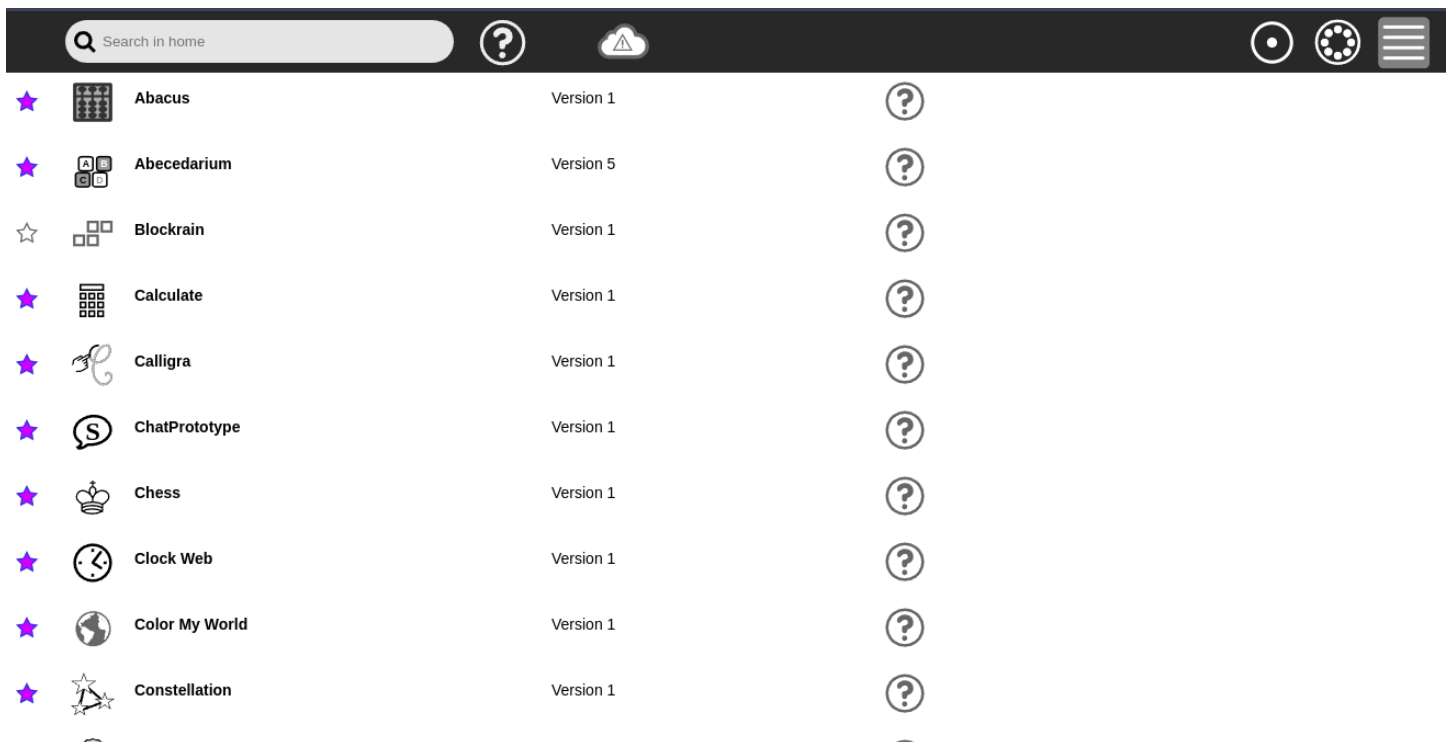 Search in home
Abacus Version 1
Abecedarium Version 5
Blockrain Version 1
Calculate Version 1
Calligra Version 1
ChatPrototype Version 1
Chess Version 1
Clock Web Version 1
Color My World Version 1
Constellation Version 1